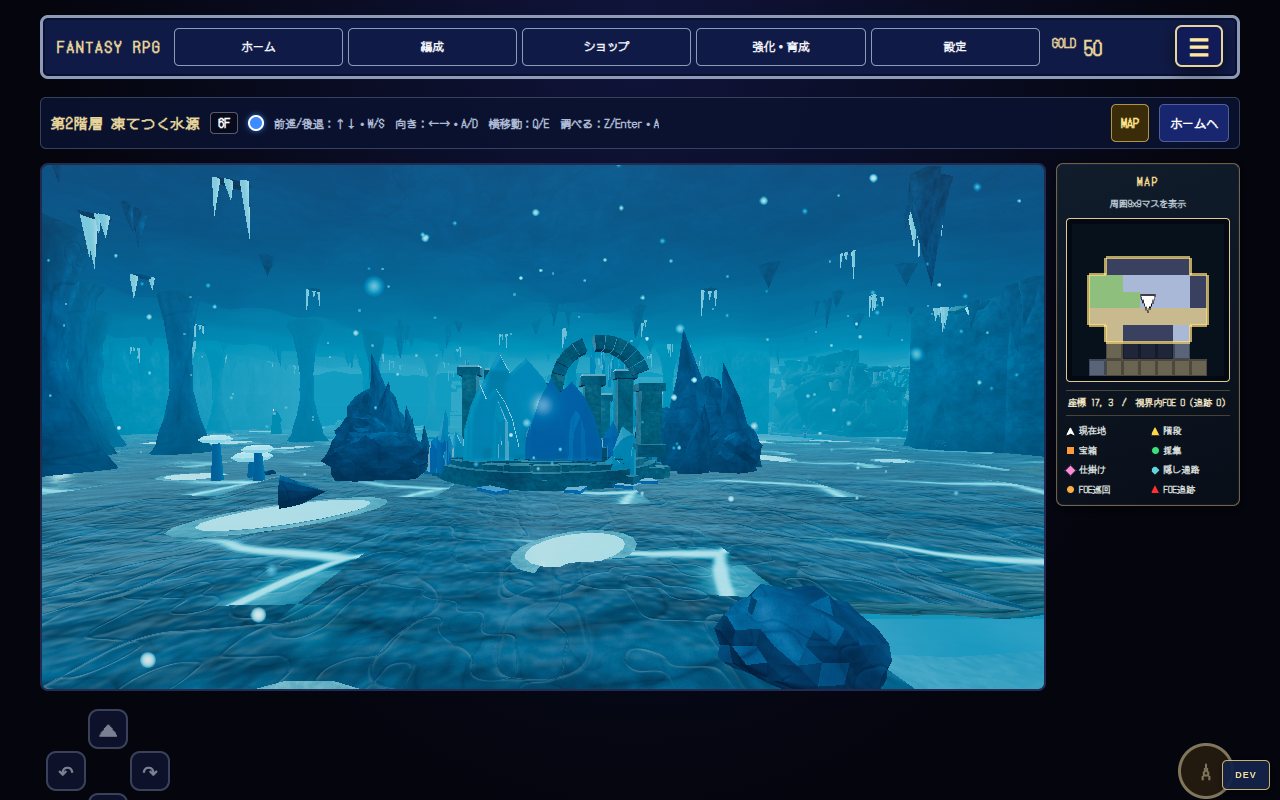 FANTASY RPG
ホーム
編成
ショップ
強化・育成
設定
GOLD 50
第2階層 凍てつく水源
6F
前進/後退：↑↓・W/S 向き：←→・A/D 横移動：Q/E 調べる：Z/Enter・A
MAP
ホームへ
MAP
周囲9x9マスを表示
座標 17, 3 / 視界内FOE 0 (追跡 0)
現在地
階段
宝箱
採集
仕掛け
隠し通路
FOE巡回
FOE追跡
A
DEV